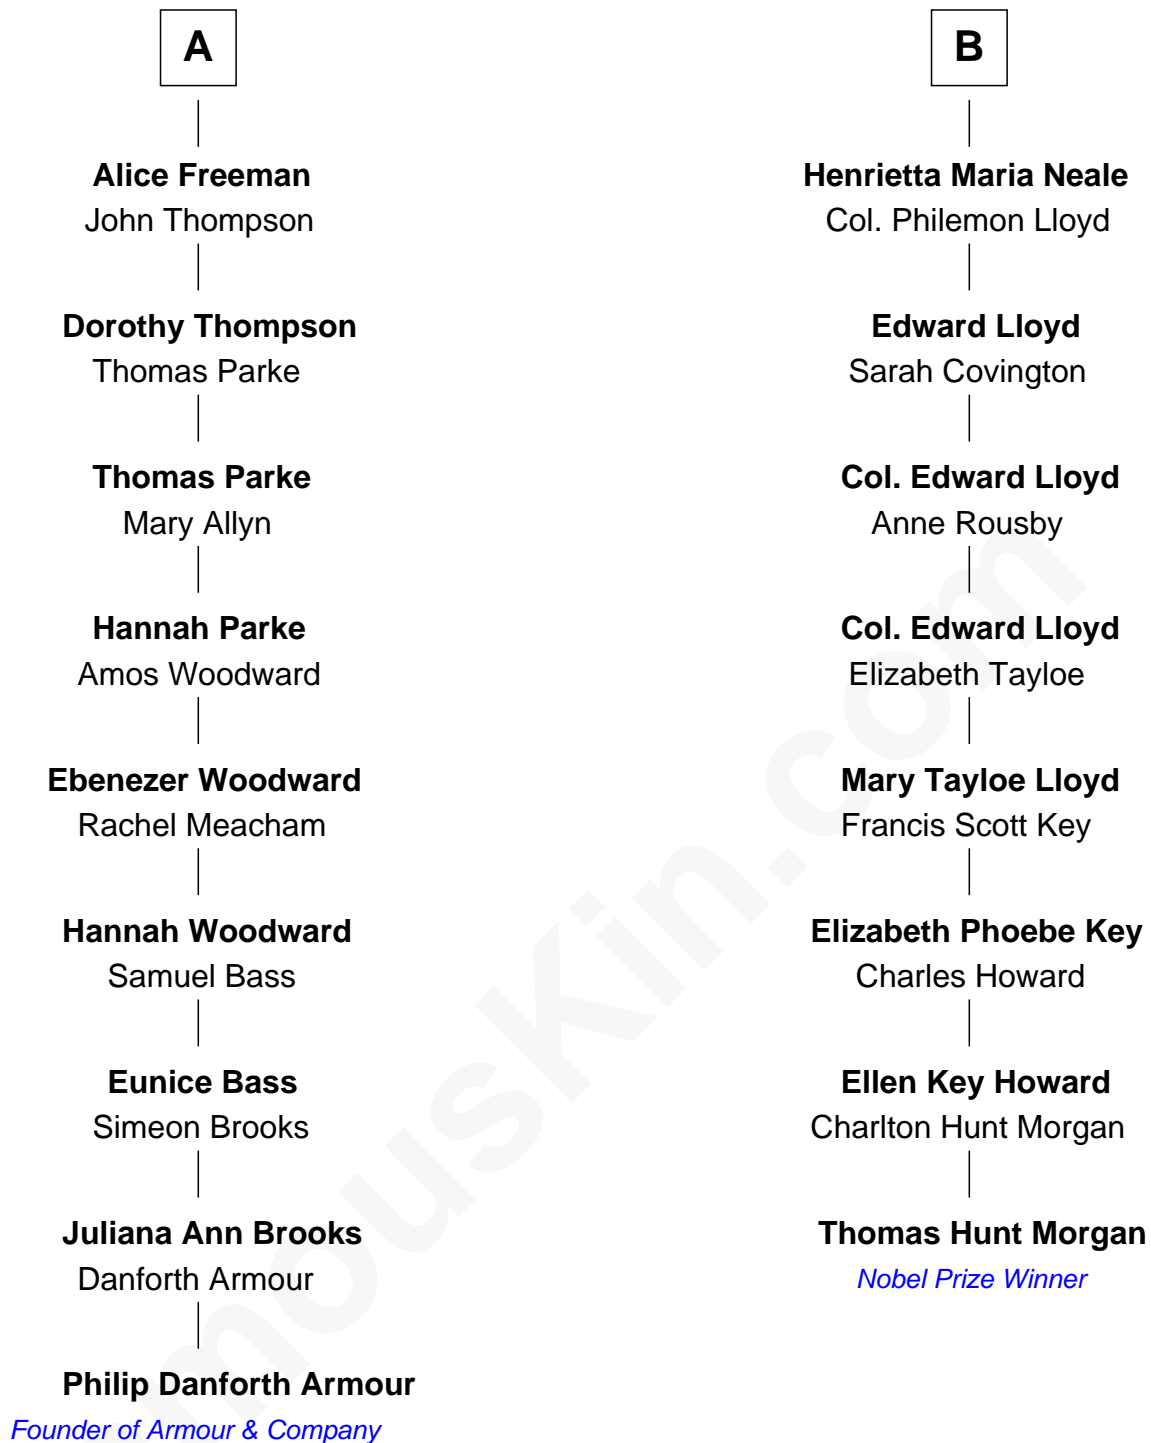 A
Alice Freeman
John Thompson
Dorothy Thompson
Thomas Parke
Thomas Parke
Mary Allyn
Hannah Parke
Amos Woodward
Ebenezer Woodward
Rachel Meacham
Hannah Woodward
Samuel Bass
Eunice Bass
Simeon Brooks
Juliana Ann Brooks
Danforth Armour
Philip Danforth Armour
Founder of Armour & Company
B
Henrietta Maria Neale
Col. Philemon Lloyd
Edward Lloyd
Sarah Covington
Col. Edward Lloyd
Anne Rousby
Col. Edward Lloyd
Elizabeth Tayloe
Mary Tayloe Lloyd
Francis Scott Key
Elizabeth Phoebe Key
Charles Howard
Ellen Key Howard
Charlton Hunt Morgan
Thomas Hunt Morgan
Nobel Prize Winner
mousKin.com